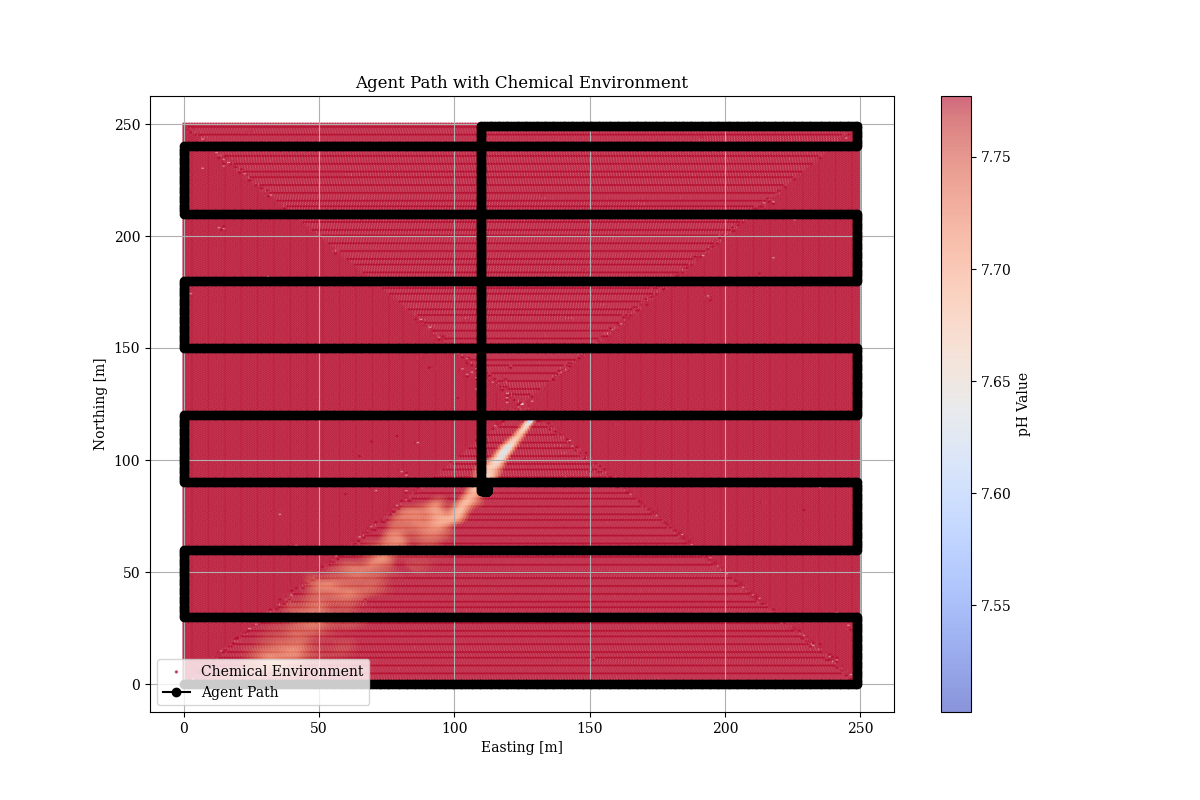 Agent Path with Chemical Environment
250
200
150
100
50
0
Northing [m]
0
50
100
150
200
250
Easting [m]
Chemical Environment
Agent Path
7.75
7.70
7.65
7.60
7.55
pH Value